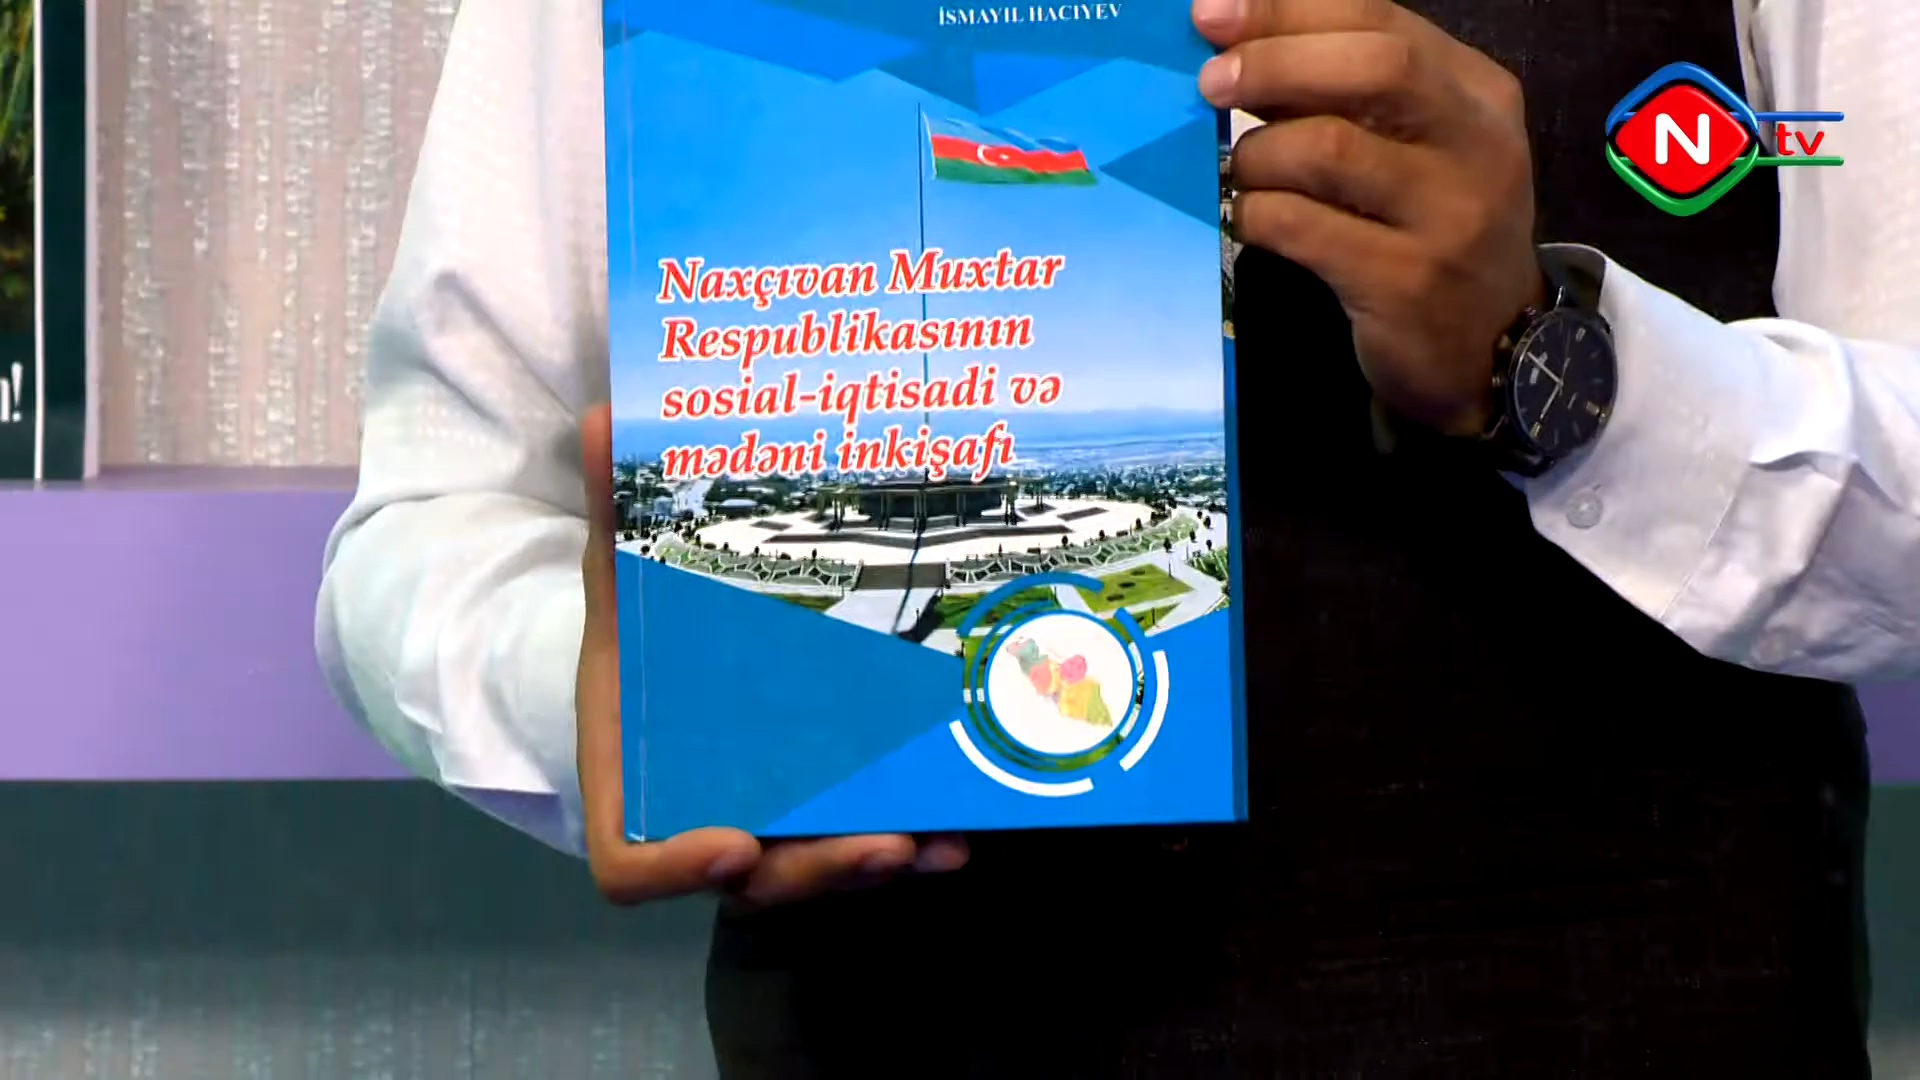 İSMAYIL HACIYEV
N tv
Naxçıvan Muxtar
Respublikasının
sosial-iqtisadi və
mədəni inkişafı